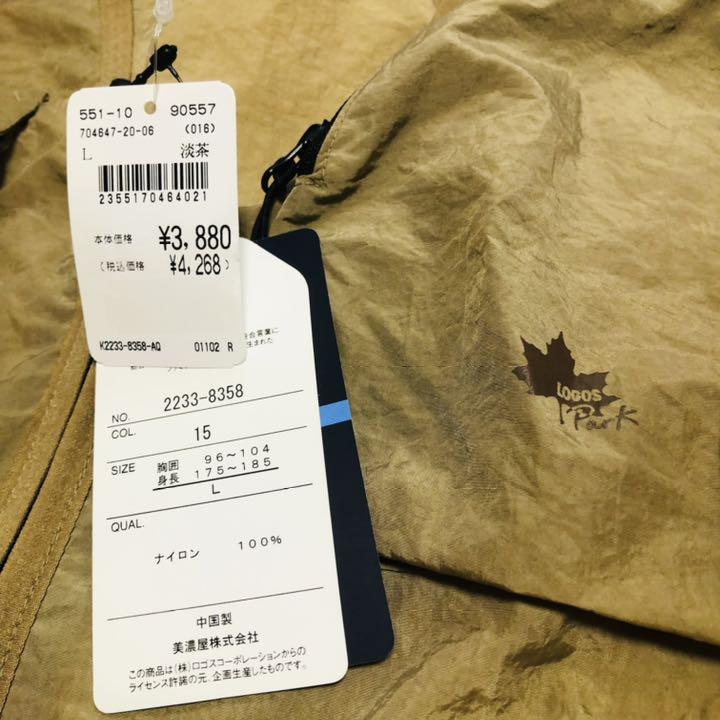 551-10 90557
704647-20-06 (016)
L 淡茶
2355170464021
本体価格 ¥3,880
(税込価格 ¥4,268)
K2233-8358-AQ 01102 R
NO. 2233-8358
COL. 15
SIZE 胸囲 96~104
身長 175~185
L
QUAL.
ナイロン 100%
中国製
美濃屋株式会社
この商品は(株)ロゴスコーポレーションからの
ライセンス許諾の元、企画生産したものです。
LOGOS
Park